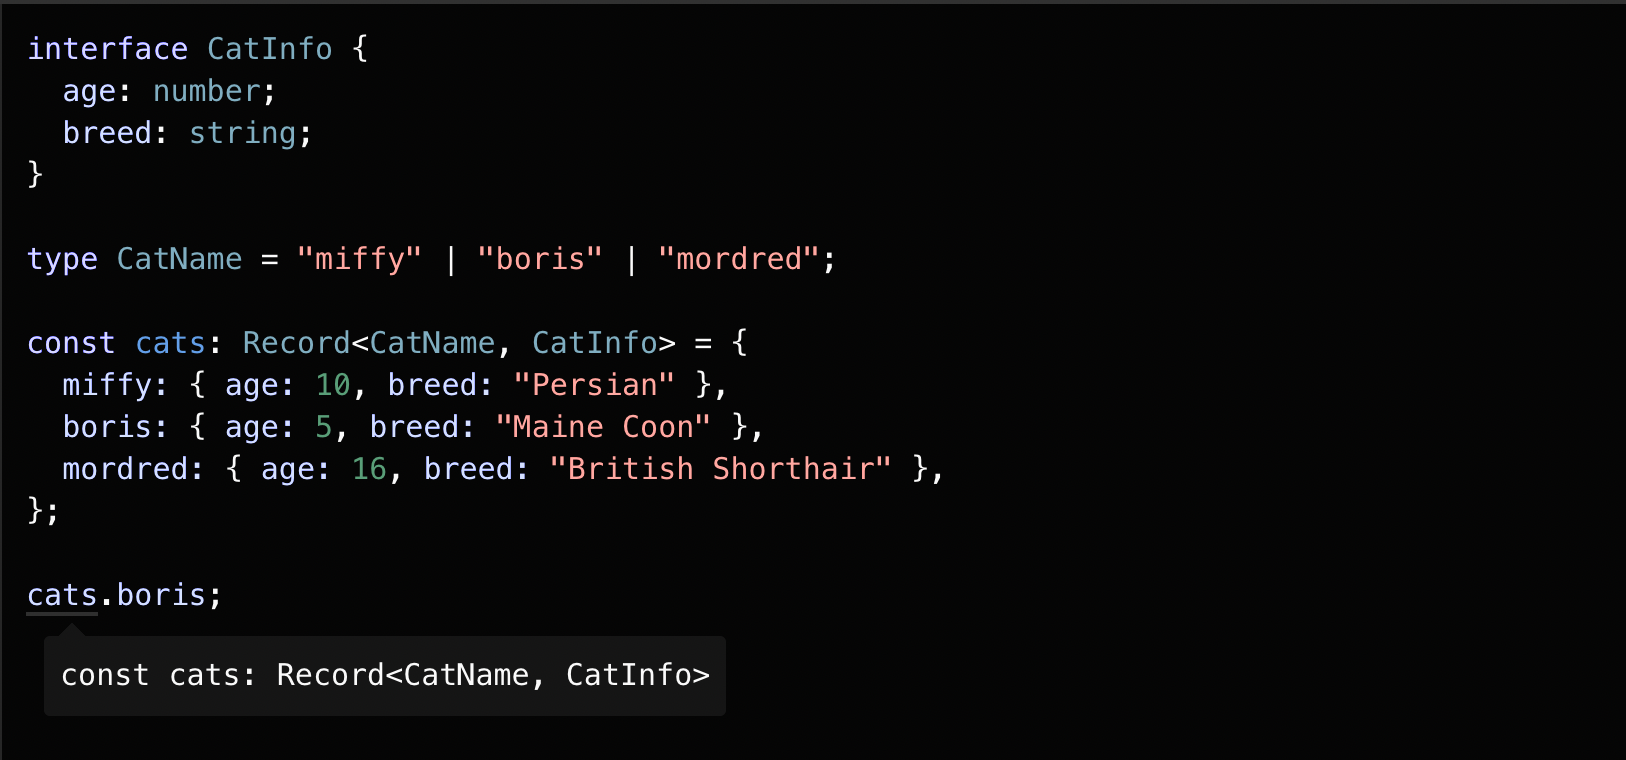 interface CatInfo {
  age: number;
  breed: string;
}
type CatName = "miffy" | "boris" | "mordred";
const cats: Record<CatName, CatInfo> = {
  miffy: { age: 10, breed: "Persian" },
  boris: { age: 5, breed: "Maine Coon" },
  mordred: { age: 16, breed: "British Shorthair" },
};
cats.boris;
const cats: Record<CatName, CatInfo>